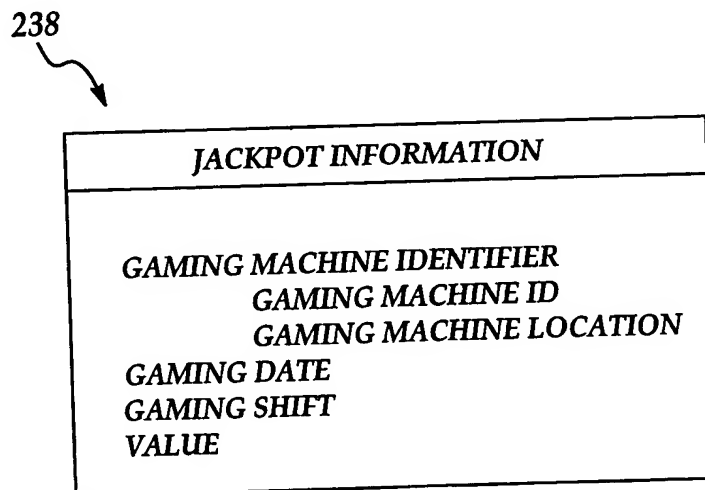 238
JACKPOT INFORMATION
GAMING MACHINE IDENTIFIER
GAMING MACHINE ID
GAMING MACHINE LOCATION
GAMING DATE
GAMING SHIFT
VALUE